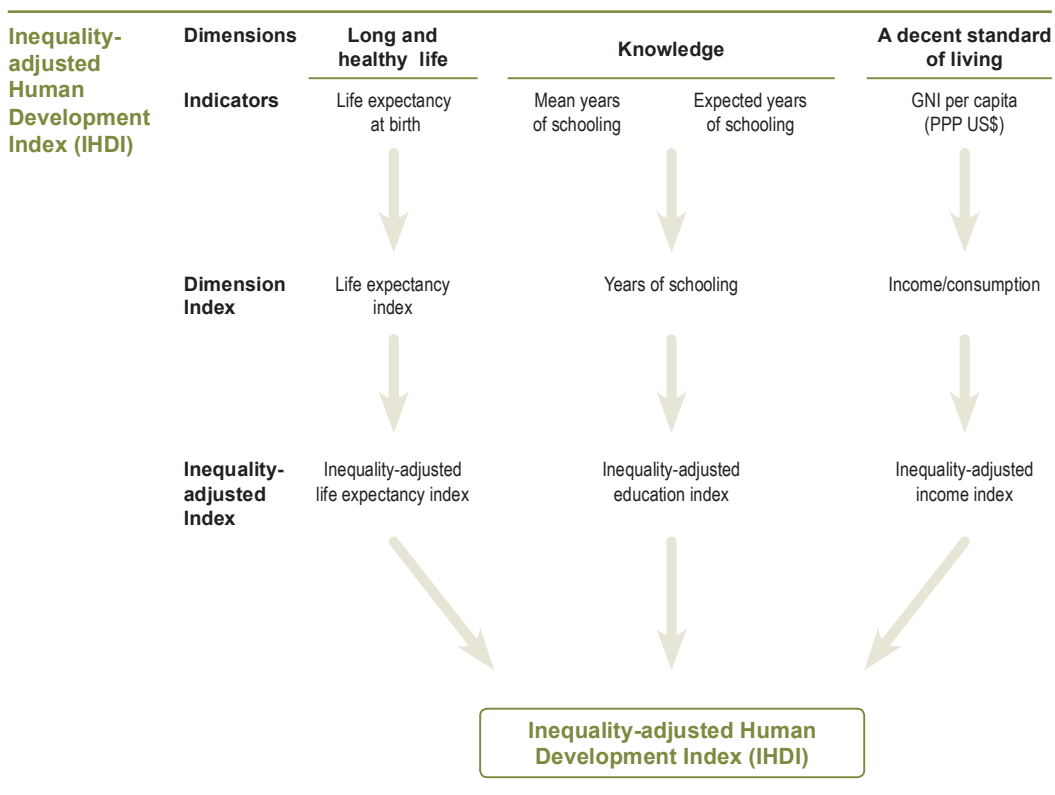 Inequality-
adjusted
Human
Development
Index (IHDI)
Dimensions
Long and
healthy life
Knowledge
A decent standard
of living
Indicators
Life expectancy
at birth
Mean years
of schooling
Expected years
of schooling
GNI per capita
(PPP US$)
Dimension
Index
Life expectancy
index
Years of schooling
Income/consumption
Inequality-
adjusted
Index
Inequality-adjusted
life expectancy index
Inequality-adjusted
education index
Inequality-adjusted
income index
Inequality-adjusted Human
Development Index (IHDI)